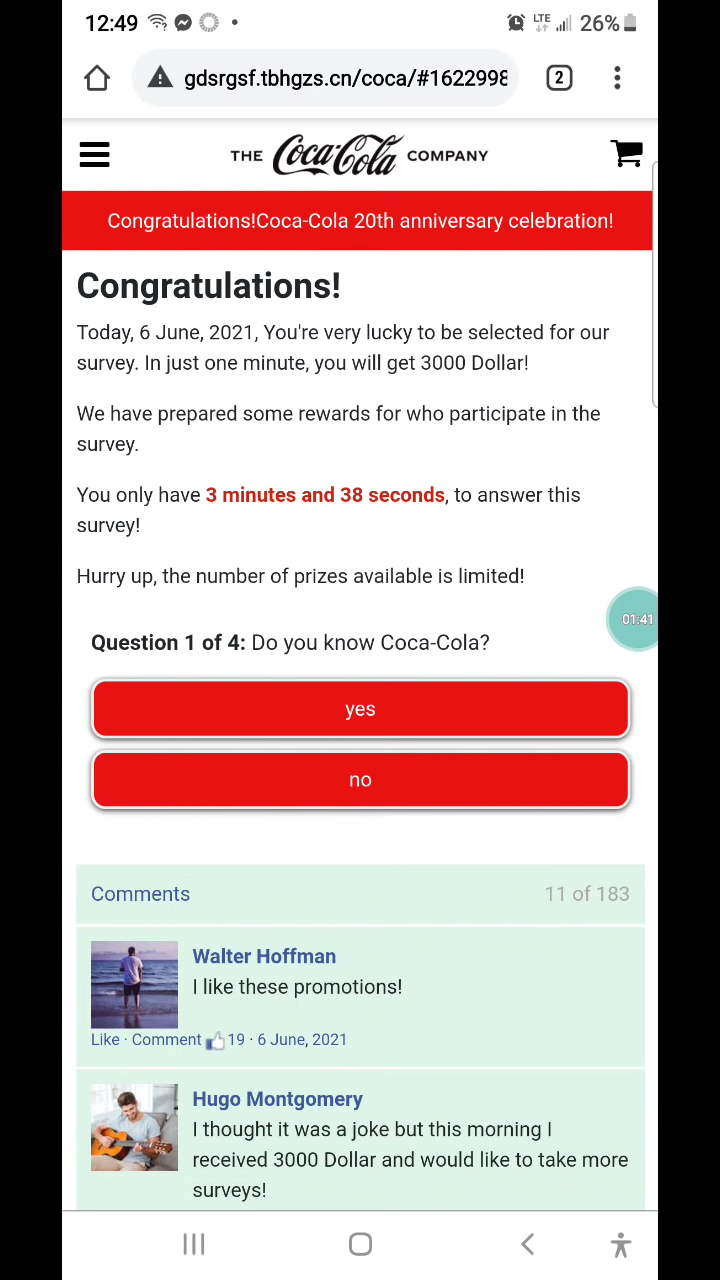 12:49 LTE 26%
gdsrgsf.tbhgzs.cn/coca/#1622998 2
THE Coca-Cola COMPANY
Congratulations!Coca-Cola 20th anniversary celebration!
Congratulations!
Today, 6 June, 2021, You're very lucky to be selected for our
survey. In just one minute, you will get 3000 Dollar!
We have prepared some rewards for who participate in the
survey.
You only have 3 minutes and 38 seconds, to answer this
survey!
Hurry up, the number of prizes available is limited!
01:41
Question 1 of 4: Do you know Coca-Cola?
yes
no
Comments 11 of 183
Walter Hoffman
I like these promotions!
Like · Comment 19 · 6 June, 2021
Hugo Montgomery
I thought it was a joke but this morning I
received 3000 Dollar and would like to take more
surveys!